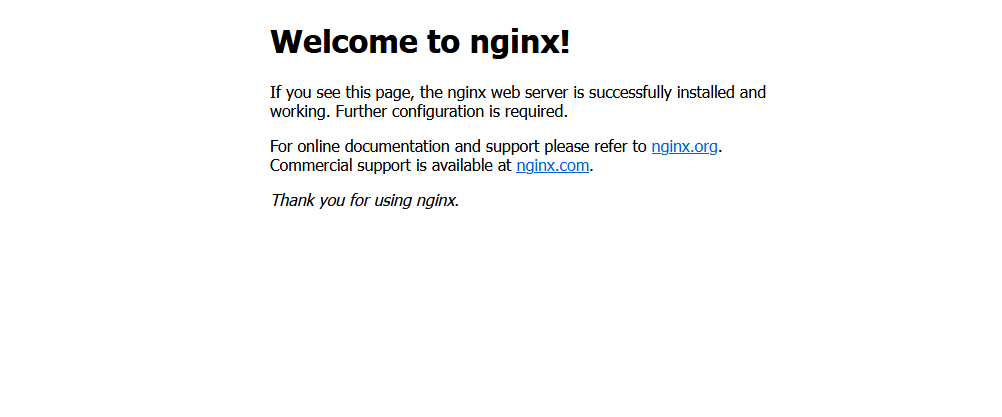 Welcome to nginx!
If you see this page, the nginx web server is successfully installed and
working. Further configuration is required.
For online documentation and support please refer to nginx.org.
Commercial support is available at nginx.com.
Thank you for using nginx.